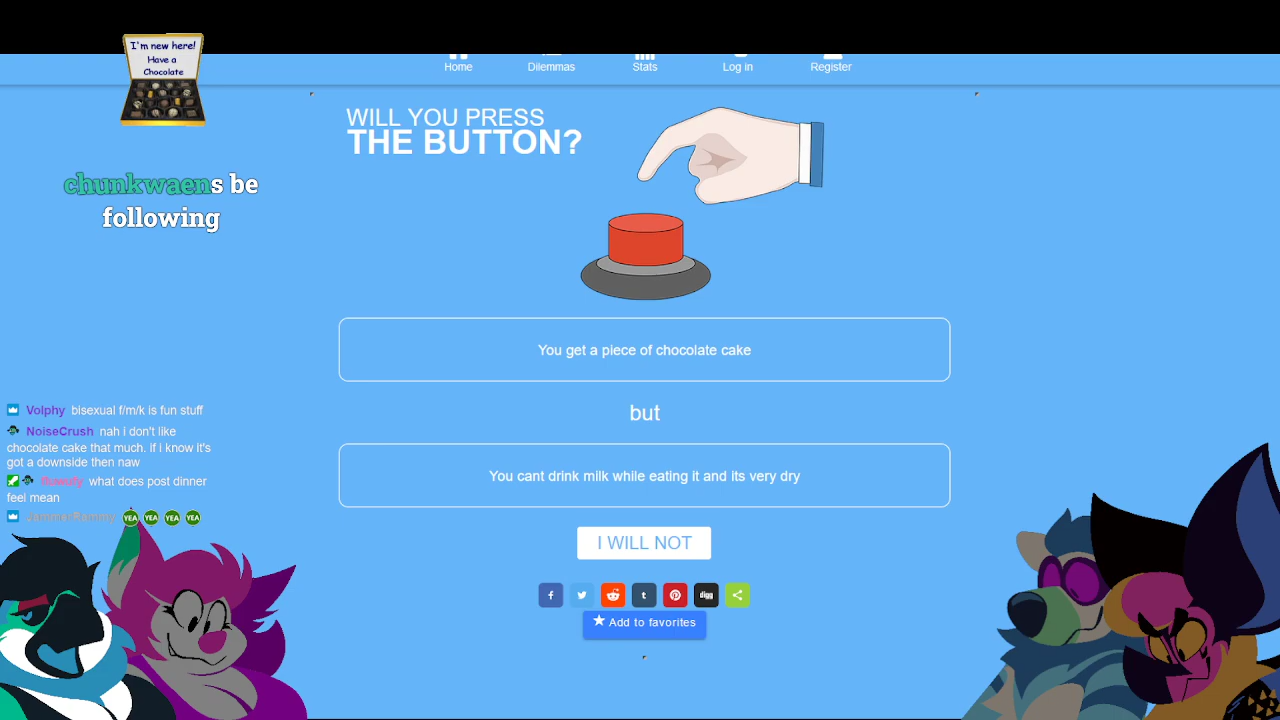 I'm new here!
Have a
Chocolate
Home
Dilemmas
Stats
Log in
Register
WILL YOU PRESS
THE BUTTON?
chunkwaens be
following
You get a piece of chocolate cake
but
You cant drink milk while eating it and its very dry
I WILL NOT
Add to favorites
digg
Volphy bisexual f/m/k is fun stuff
NoiseCrush nah i don't like
chocolate cake that much. if i know it's
got a downside then naw
what does post dinner
feel mean
YEA YEA YEA YEA